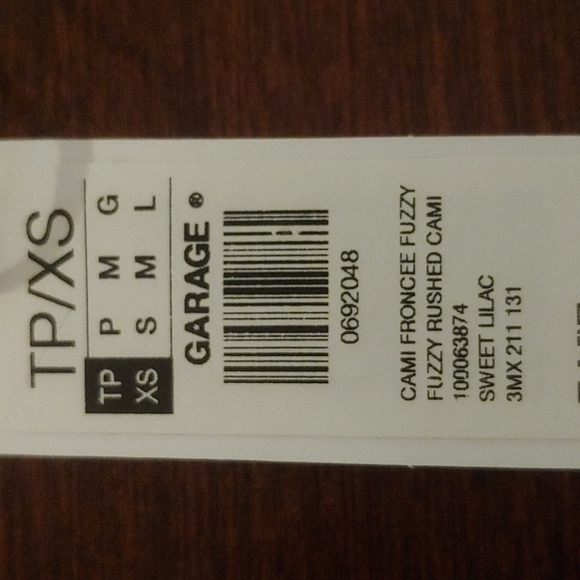 TP/XS
TP P M G
XS S M L
GARAGE ®
0692048
CAMI FRONCEE FUZZY
FUZZY RUSHED CAMI
100063874
SWEET LILAC
3MX 211 131